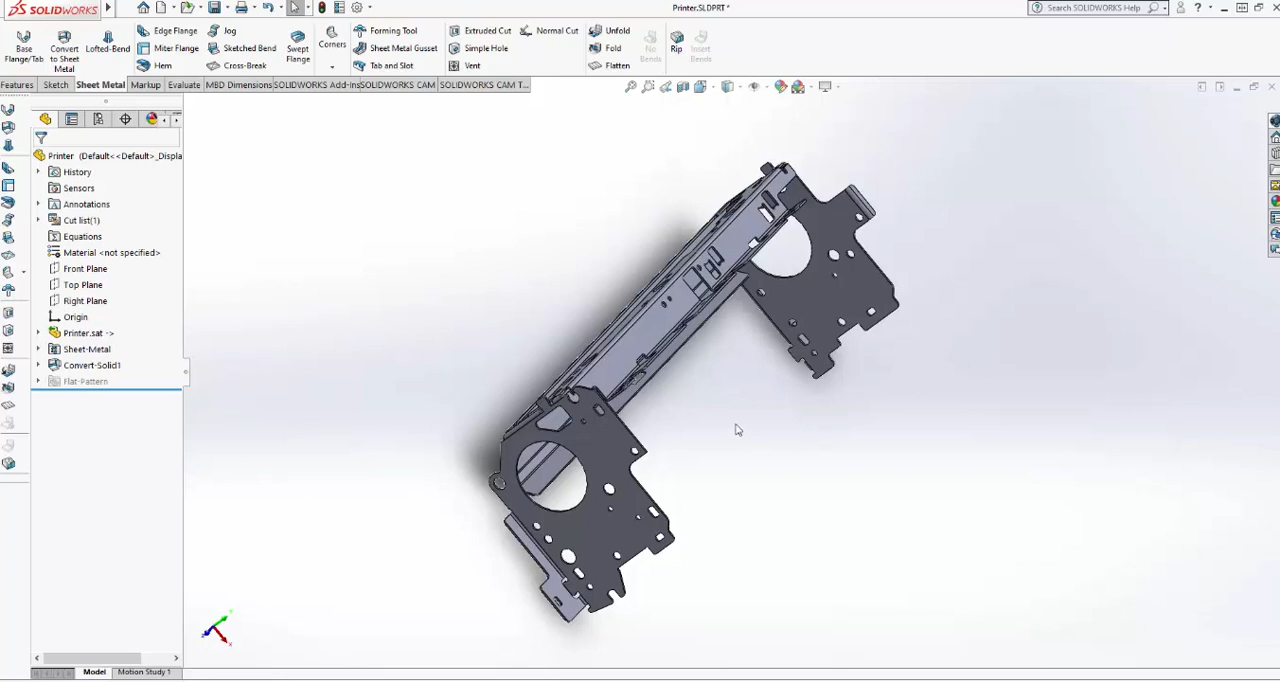 SOLIDWORKS
Printer.SLDPRT *
Search SOLIDWORKS Help
?
Base Flange/Tab
Convert to Sheet Metal
Lofted-Bend
Edge Flange
Miter Flange
Hem
Jog
Sketched Bend
Cross-Break
Swept Flange
Corners
Forming Tool
Sheet Metal Gusset
Tab and Slot
Extruded Cut
Simple Hole
Vent
Normal Cut
Unfold
Fold
Flatten
No Bends
Rip
Insert Bends
Features
Sketch
Sheet Metal
Markup
Evaluate
MBD Dimensions
SOLIDWORKS Add-Ins
SOLIDWORKS CAM
SOLIDWORKS CAM T...
Printer (Default<<Default>_Displa
History
Sensors
Annotations
Cut list(1)
Equations
Material <not specified>
Front Plane
Top Plane
Right Plane
Origin
Printer.sat ->
Sheet-Metal
Convert-Solid1
Flat-Pattern
Model
Motion Study 1